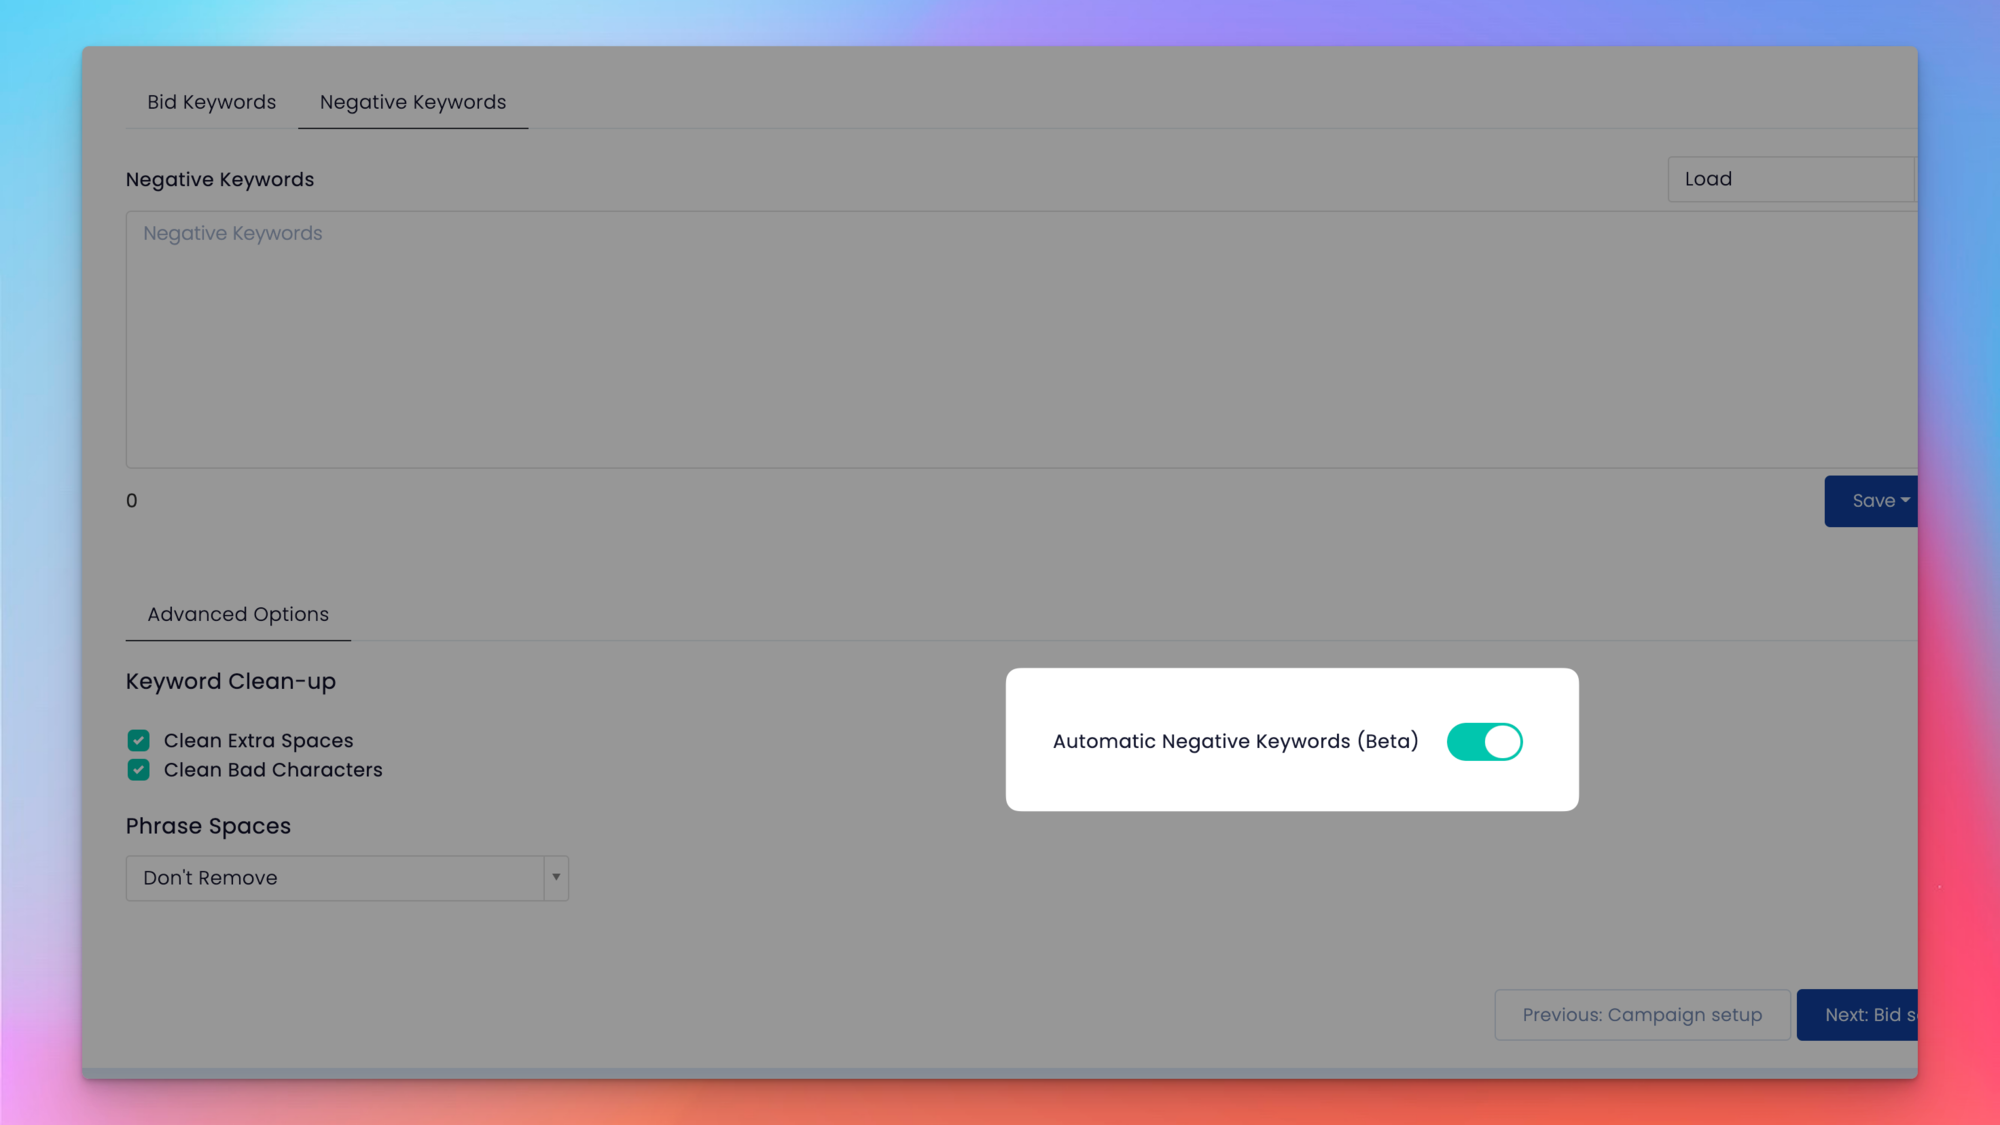 Bid Keywords Negative Keywords
Negative Keywords Load
Negative Keywords
0 Save
Advanced Options
Keyword Clean-up
Automatic Negative Keywords (Beta)
Clean Extra Spaces
Clean Bad Characters
Phrase Spaces
Don't Remove
Previous: Campaign setup Next: Bid